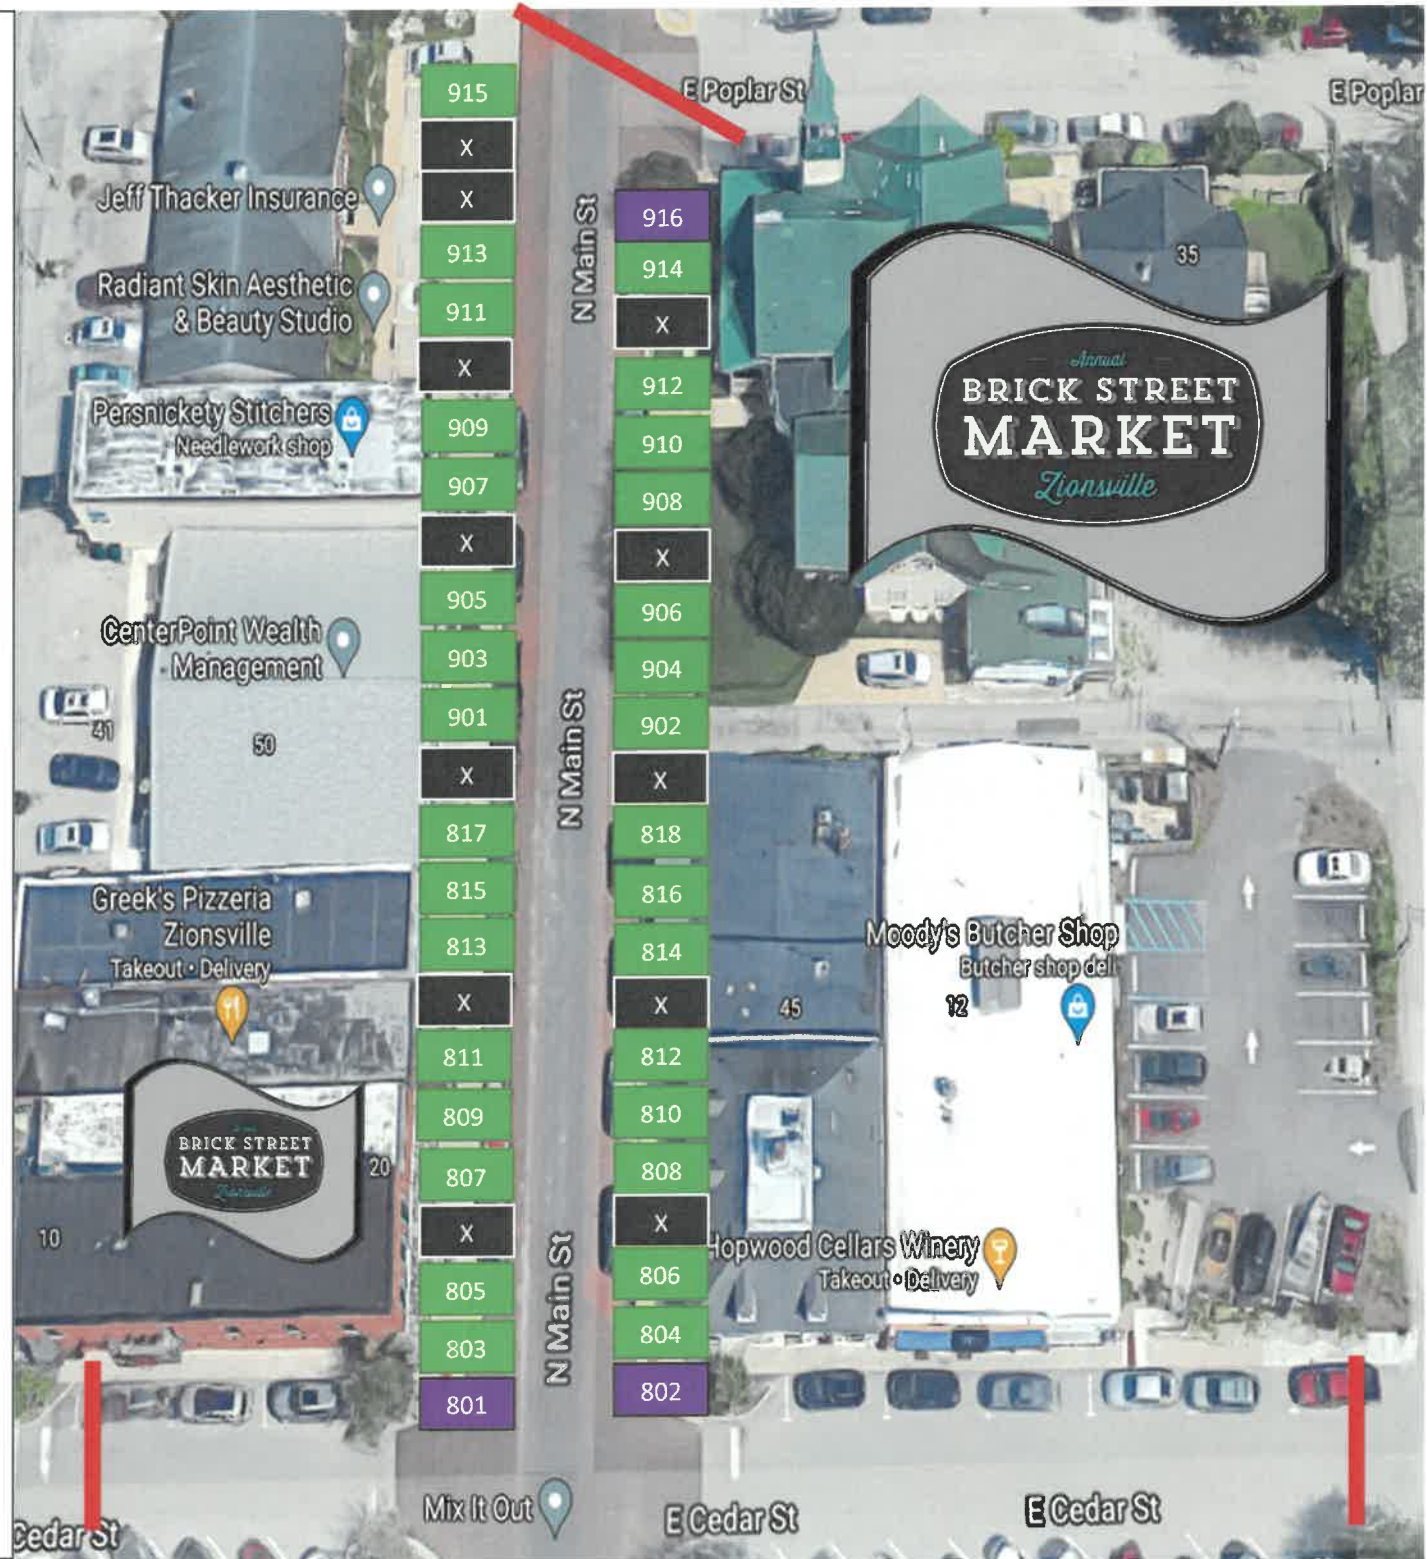 E Poplar St
E Poplar
915
X
X
Jeff Thacker Insurance
N Main St
916
913
914
35
Radiant Skin Aesthetic
& Beauty Studio
911
X
X
Annual
BRICK STREET
MARKET
Zionsville
912
Persnickety Stitchers
Needlework shop
909
910
907
908
X
X
905
906
CenterPoint Wealth
Management
903
904
901
902
41
50
N Main St
X
X
817
818
815
816
Greek's Pizzeria
Zionsville
Takeout • Delivery
813
814
Moody's Butcher Shop
Butcher shop deli
X
X
45
12
811
812
809
810
BRICK STREET
MARKET
Zionsville
20
807
808
10
X
X
Hopwood Cellars Winery
Takeout • Delivery
N Main St
805
806
803
804
801
802
Mix It Out
E Cedar St
E Cedar St
Cedar St